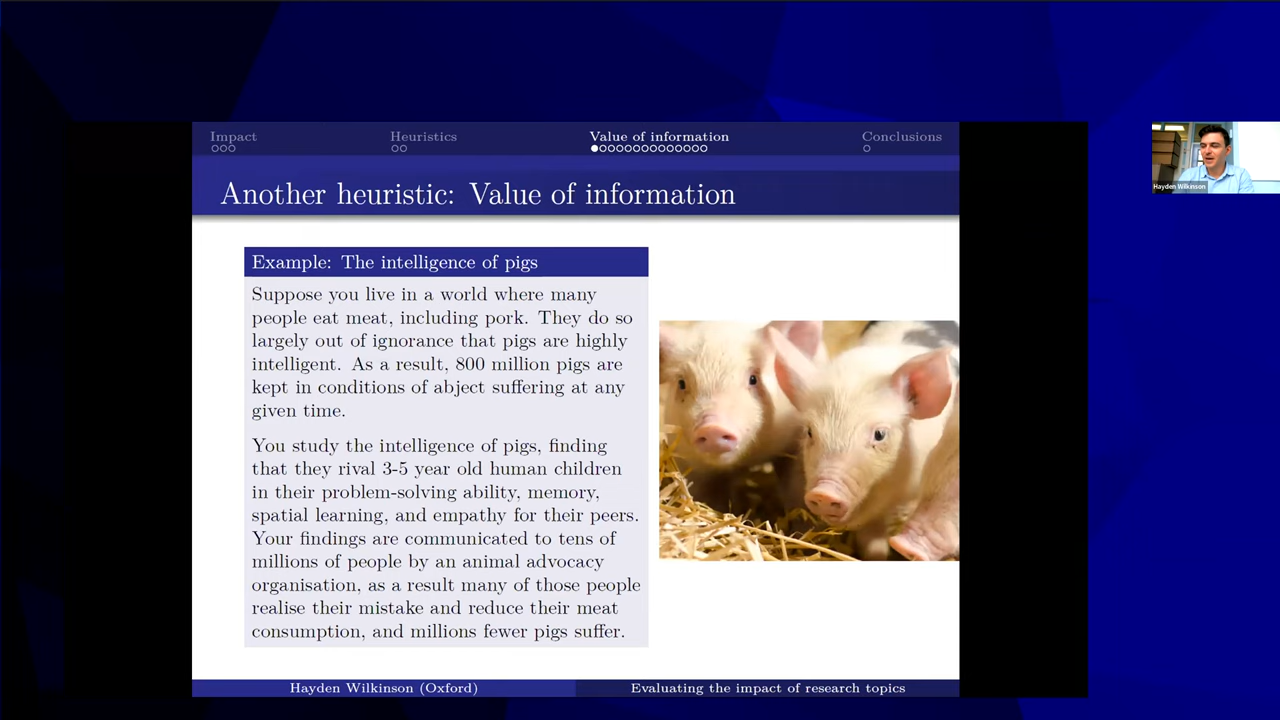 Impact
Heuristics
Value of information
Conclusions
Another heuristic: Value of information
Example: The intelligence of pigs
Suppose you live in a world where many
people eat meat, including pork. They do so
largely out of ignorance that pigs are highly
intelligent. As a result, 800 million pigs are
kept in conditions of abject suffering at any
given time.
You study the intelligence of pigs, finding
that they rival 3-5 year old human children
in their problem-solving ability, memory,
spatial learning, and empathy for their peers.
Your findings are communicated to tens of
millions of people by an animal advocacy
organisation, as a result many of those people
realise their mistake and reduce their meat
consumption, and millions fewer pigs suffer.
Hayden Wilkinson (Oxford)
Evaluating the impact of research topics
Hayden Wilkinson